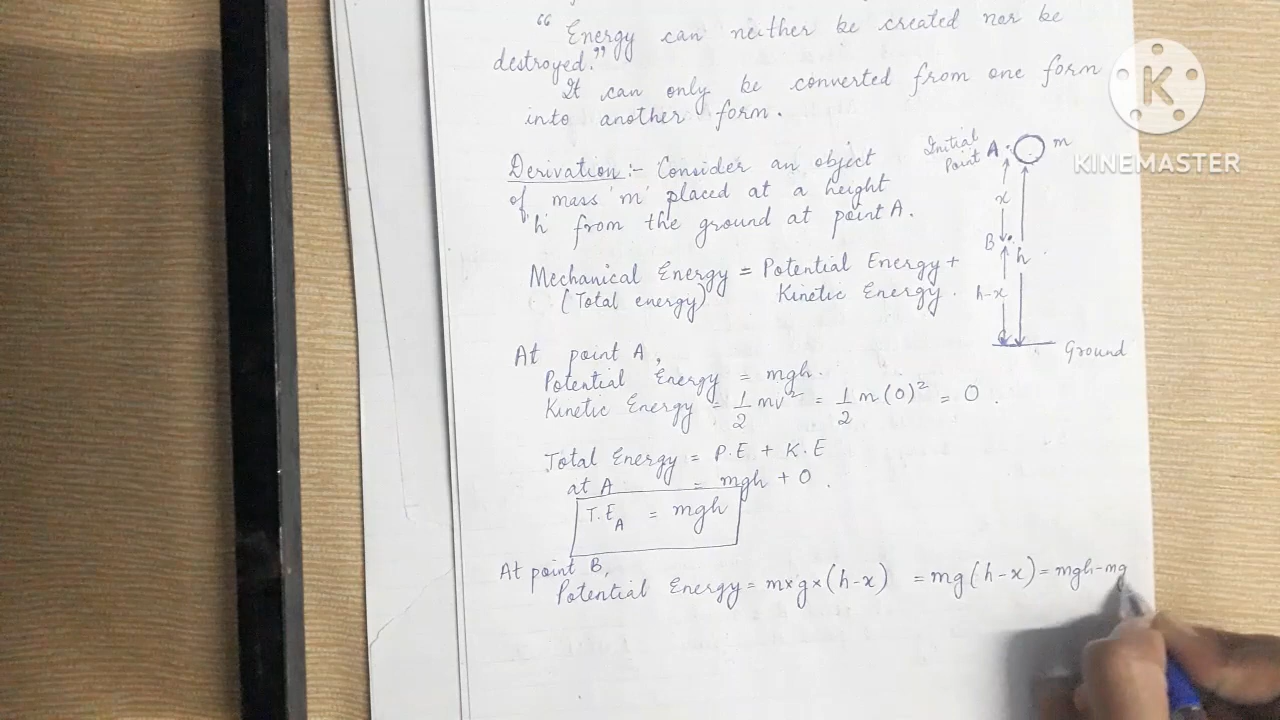 “ Energy can neither be created nor be
destroyed.”
It can only be converted from one form
into another form.
Derivation :- Consider an object
of mass 'm' placed at a height
'h' from the ground at point A.
Mechanical Energy = Potential Energy +
(Total energy) Kinetic Energy.
Initial
Point A
m
x
B
h
h-x
C
Ground
At point A,
Potential Energy = mgh.
Kinetic Energy = 1/2 mv² = 1/2 m(0)² = 0.
Total Energy = P.E + K.E
at A = mgh + 0.
T.E_A = mgh
At point B,
Potential Energy = m×g×(h-x) = mg(h-x) = mgh-mg
K
KINEMASTER